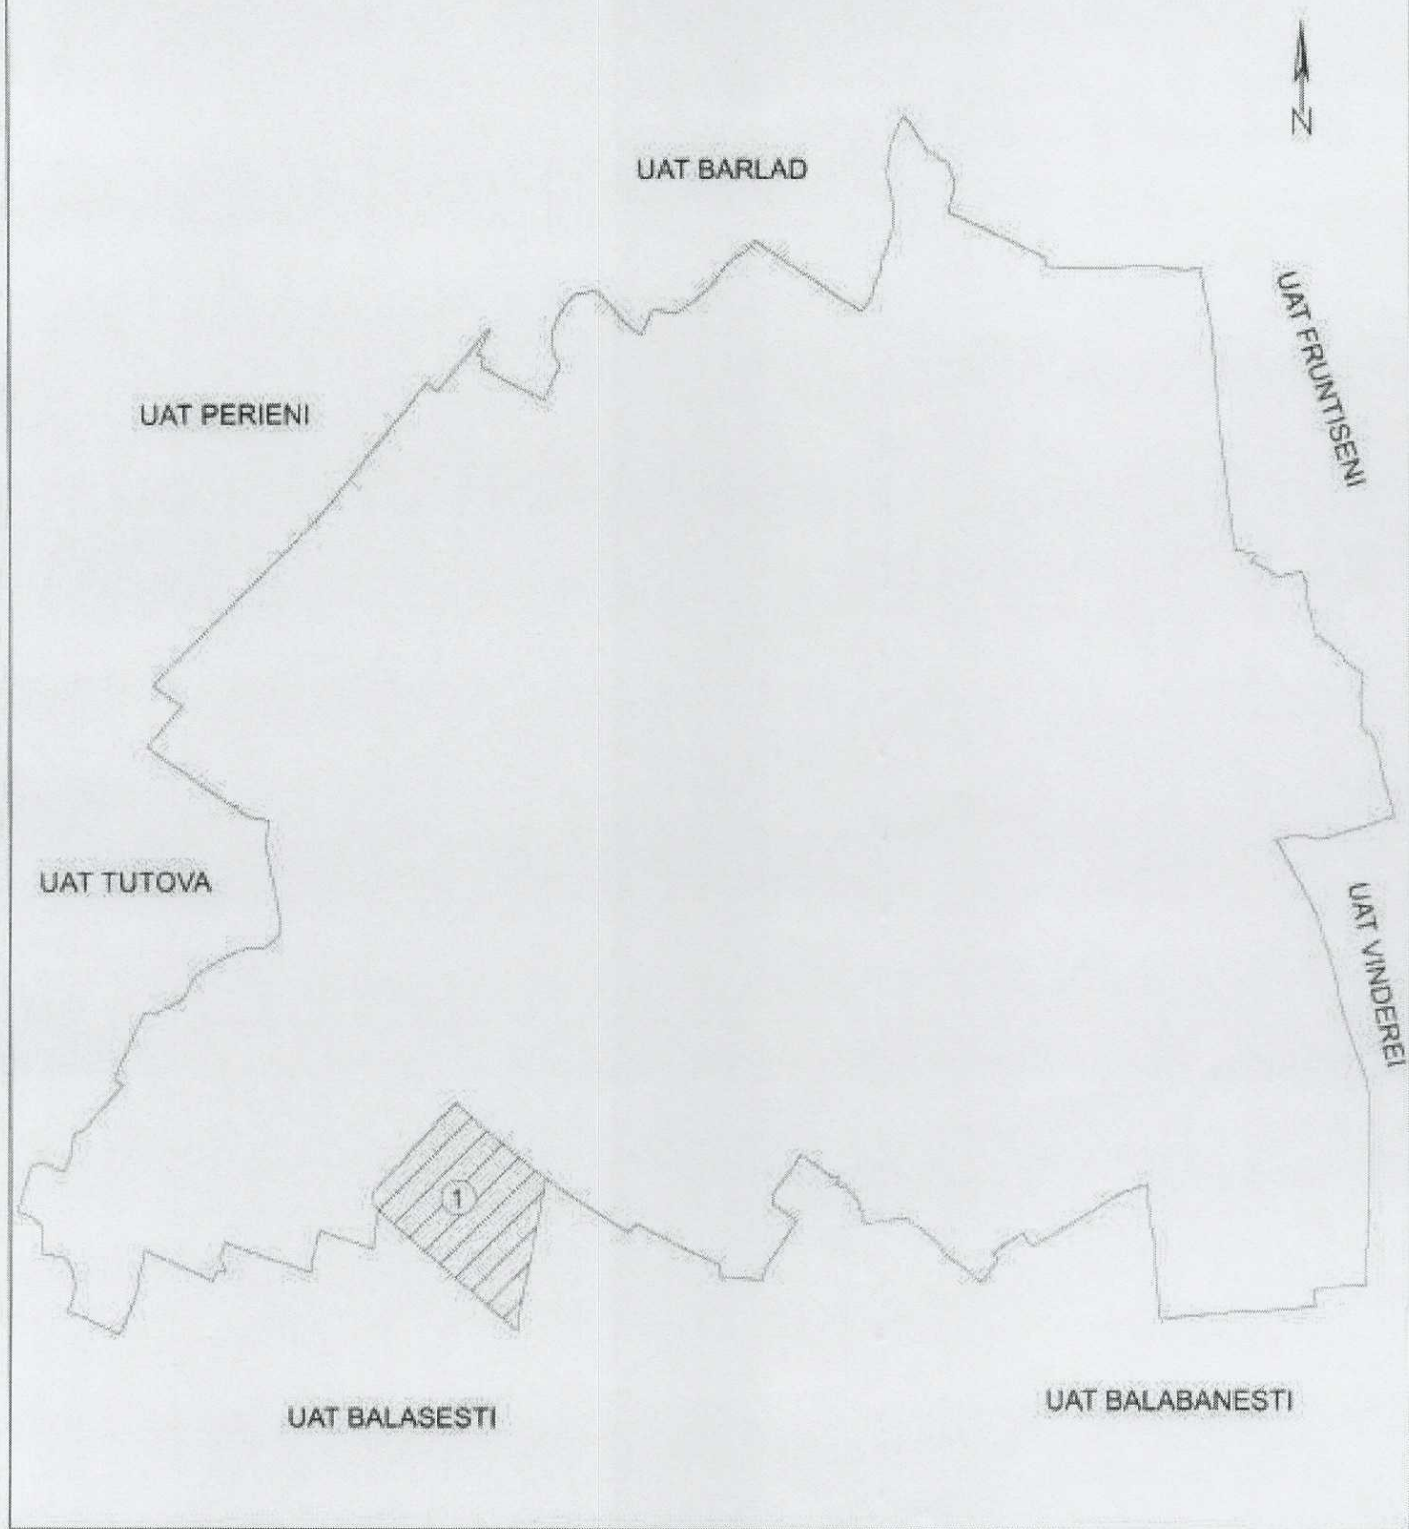 N
UAT BARLAD
UAT FRUNTISENI
UAT PERIENI
UAT TUTOVA
UAT VINDEREI
1
UAT BALASESTI
UAT BALABANESTI